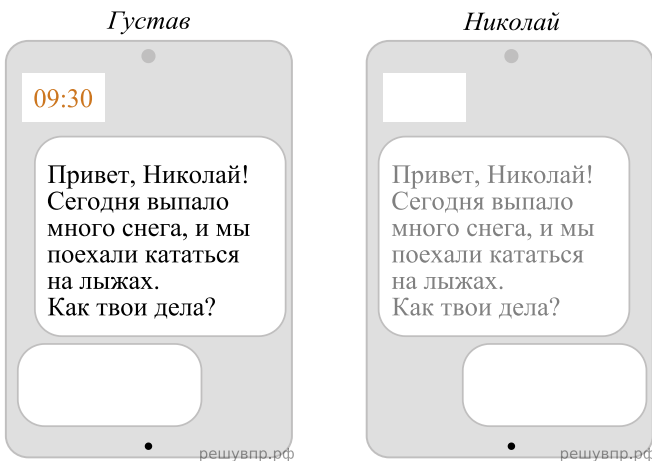 Густав
09:30
Привет, Николай!
Сегодня выпало
много снега, и мы
поехали кататься
на лыжах.
Как твои дела?
решувпр.рф
Николай
Привет, Николай!
Сегодня выпало
много снега, и мы
поехали кататься
на лыжах.
Как твои дела?
решувпр.рф